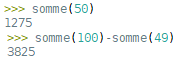 >>> somme(50)
1275
>>> somme(100)-somme(49)
3825